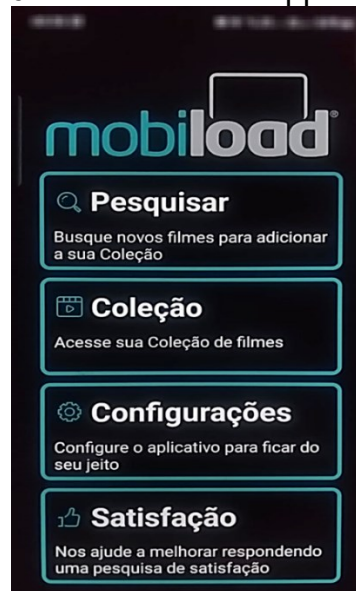 mobiload®
Pesquisar
Busque novos filmes para adicionar
a sua Coleção
Coleção
Acesse sua Coleção de filmes
Configurações
Configure o aplicativo para ficar do
seu jeito
Satisfação
Nos ajude a melhorar respondendo
uma pesquisa de satisfação